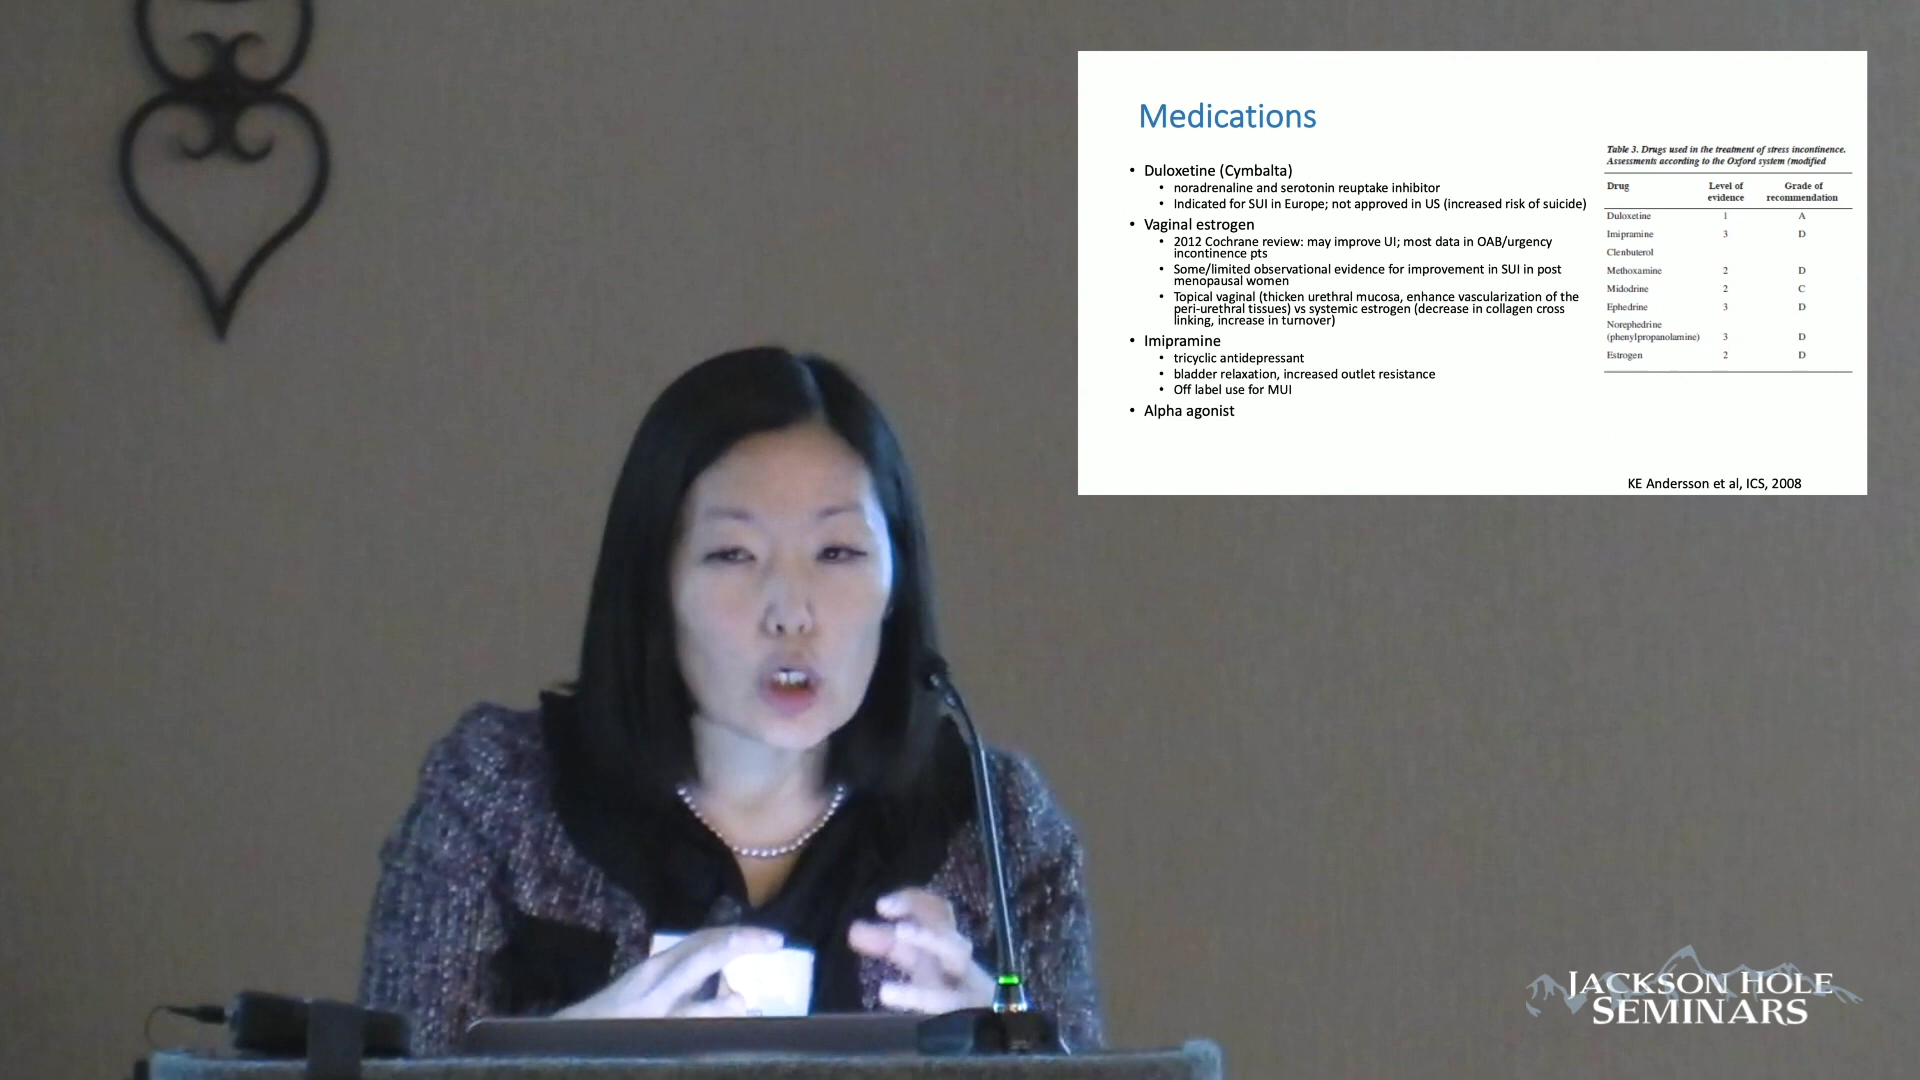 Medications
• Duloxetine (Cymbalta)
• noradrenaline and serotonin reuptake inhibitor
• Indicated for SUI in Europe; not approved in US (increased risk of suicide)
• Vaginal estrogen
• 2012 Cochrane review: may improve UI; most data in OAB/urgency
incontinence pts
• Some/limited observational evidence for improvement in SUI in post
menopausal women
• Topical vaginal (thicken urethral mucosa, enhance vascularization of the
peri-urethral tissues) vs systemic estrogen (decrease in collagen cross
linking, increase in turnover)
• Imipramine
• tricyclic antidepressant
• bladder relaxation, increased outlet resistance
• Off label use for MUI
• Alpha agonist
Table 3. Drugs used in the treatment of stress incontinence.
Assessments according to the Oxford system (modified
Drug Level of evidence Grade of recommendation
Duloxetine 1 A
Imipramine 3 D
Clenbuterol
Methoxamine 2 D
Midodrine 2 C
Ephedrine 3 D
Norephedrine
(phenylpropanolamine) 3 D
Estrogen 2 D
KE Andersson et al, ICS, 2008
JACKSON HOLE
SEMINARS